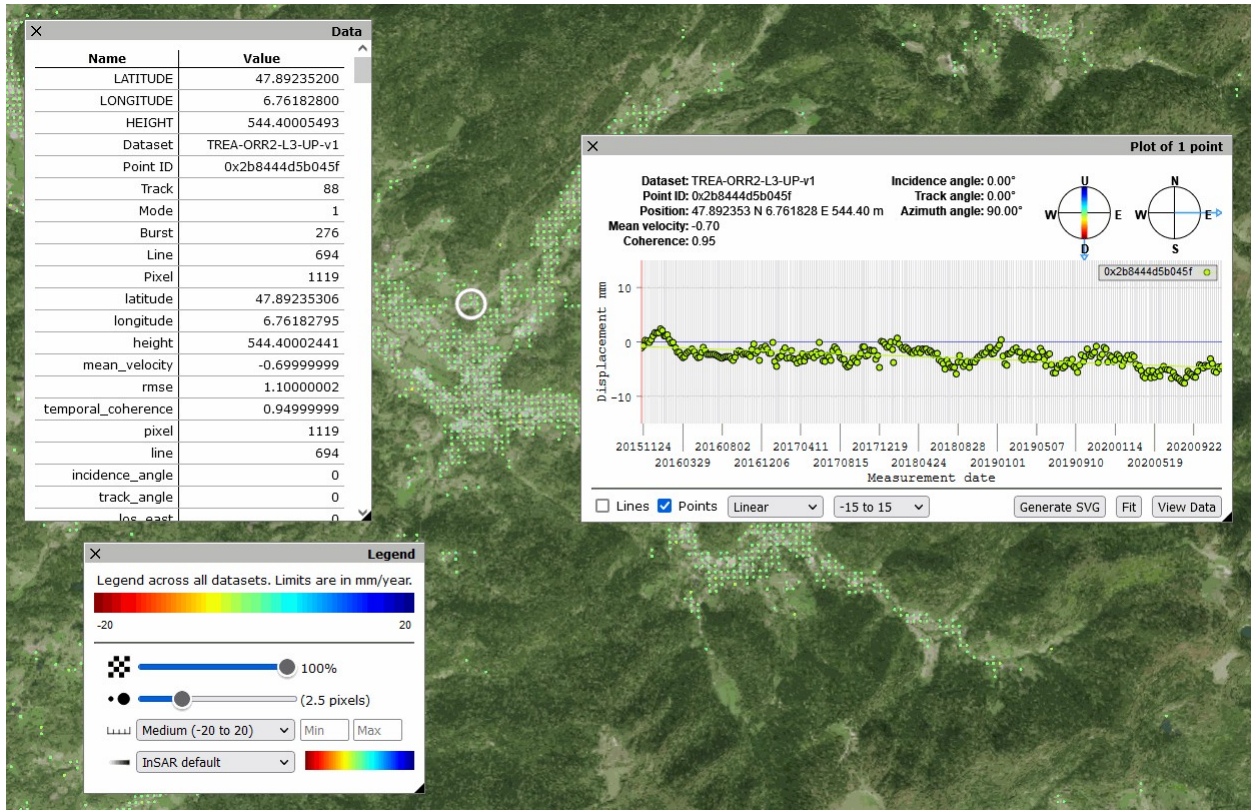 × Data
Name Value
LATITUDE 47.89235200
LONGITUDE 6.76182800
HEIGHT 544.40005493
Dataset TREA-ORR2-L3-UP-v1
Point ID 0x2b8444d5b045f
Track 88
Mode 1
Burst 276
Line 694
Pixel 1119
latitude 47.89235306
longitude 6.76182795
height 544.40002441
mean_velocity -0.69999999
rmse 1.10000002
temporal_coherence 0.94999999
pixel 1119
line 694
incidence_angle 0
track_angle 0
los_east 0
× Plot of 1 point
Dataset: TREA-ORR2-L3-UP-v1 Incidence angle: 0.00°
Point ID: 0x2b8444d5b045f Track angle: 0.00°
Position: 47.892353 N 6.761828 E 544.40 m Azimuth angle: 90.00°
Mean velocity: -0.70
Coherence: 0.95
U
W E
D
N
W E
S
0x2b8444d5b045f
Displacement mm
10
0
-10
20151124 20160802 20170411 20171219 20180828 20190507 20200114 20200922
20160329 20161206 20170815 20180424 20190101 20190910 20200519
Measurement date
Lines Points Linear -15 to 15 Generate SVG Fit View Data
× Legend
Legend across all datasets. Limits are in mm/year.
-20 20
100%
(2.5 pixels)
Medium (-20 to 20) Min Max
InSAR default